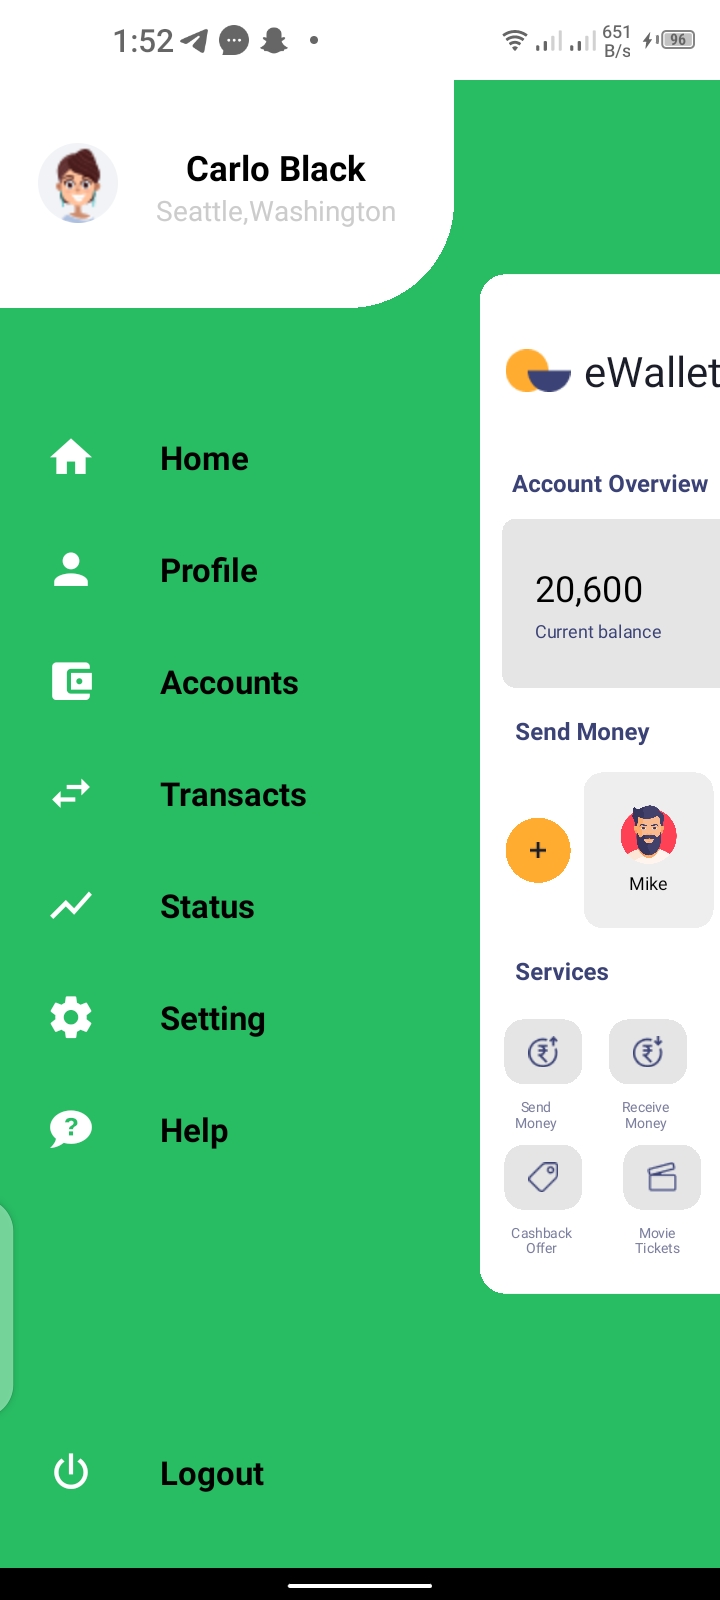 1:52
651
B/s
96
Carlo Black
Seattle,Washington
Home
Profile
Accounts
Transacts
Status
Setting
Help
Logout
eWallet
Account Overview
20,600
Current balance
Send Money
+
Mike
Services
Send
Money
Receive
Money
Cashback
Offer
Movie
Tickets